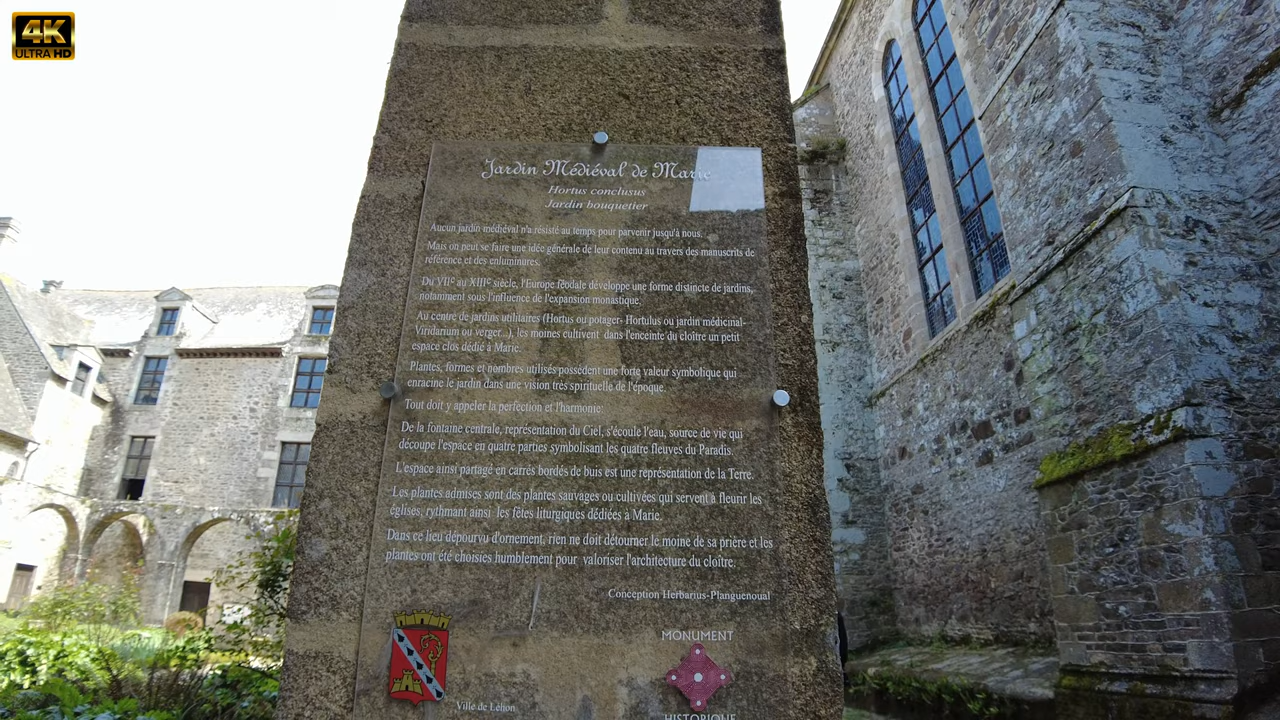 4K
ULTRA HD
Jardin Médiéval de Marie
Hortus conclusus
Jardin bouquetier
Aucun jardin médiéval n'a résisté au temps pour parvenir jusqu'à nous.
Mais on peut se faire une idée générale de leur contenu au travers des manuscrits de
référence et des enluminures.
Du VIIe au XIIIe siècle, l'Europe féodale développe une forme distincte de jardins,
notamment sous l'influence de l'expansion monastique.
Au centre de jardins utilitaires (Hortus ou potager- Hortulus ou jardin médicinal-
Viridarium ou verger...), les moines cultivent dans l'enceinte du cloître un petit
espace clos dédié à Marie.
Plantes, formes et nombres utilisés possèdent une forte valeur symbolique qui
enracine le jardin dans une vision très spirituelle de l'époque.
Tout doit y appeler la perfection et l'harmonie:
De la fontaine centrale, représentation du Ciel, s'écoule l'eau, source de vie qui
découpe l'espace en quatre parties symbolisant les quatre fleuves du Paradis.
L'espace ainsi partagé en carrés bordés de buis est une représentation de la Terre.
Les plantes admises sont des plantes sauvages ou cultivées qui servent à fleurir les
églises, rythmant ainsi les fêtes liturgiques dédiées à Marie.
Dans ce lieu dépourvu d'ornement, rien ne doit détourner le moine de sa prière et les
plantes ont été choisies humblement pour valoriser l'architecture du cloître.
Conception Herbarius-Planguenoual
MONUMENT
HISTORIQUE
Ville de Léhon